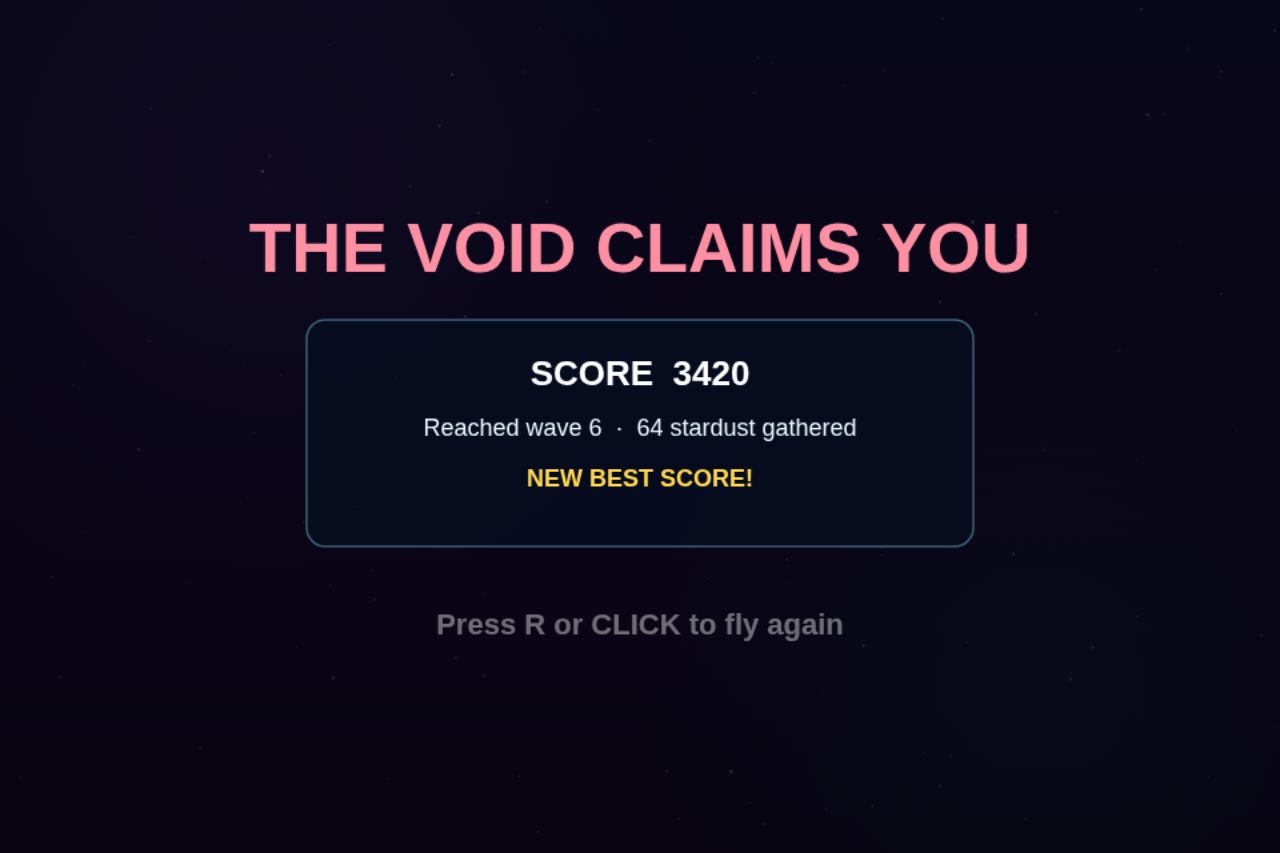 THE VOID CLAIMS YOU
SCORE 3420
Reached wave 6 · 64 stardust gathered
NEW BEST SCORE!
Press R or CLICK to fly again